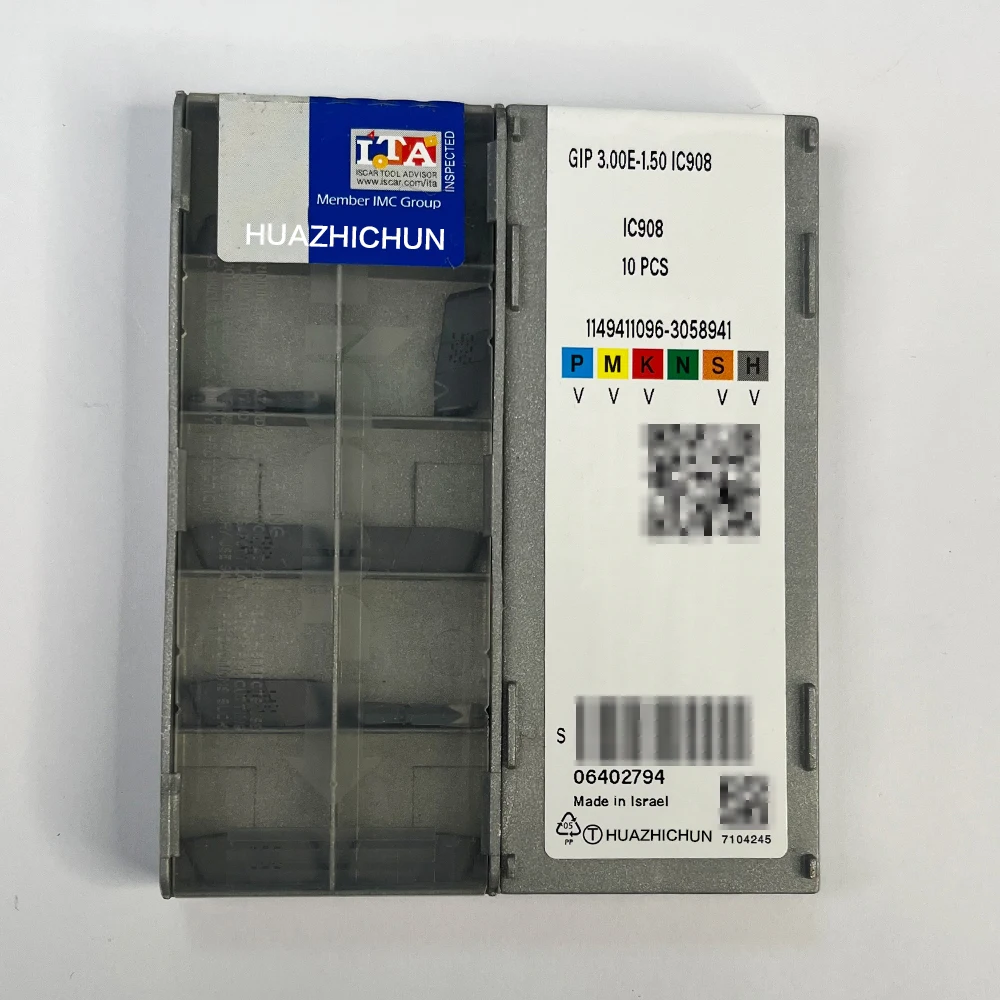 ITA
ISCAR TOOL ADVISOR
www.iscar.com/ita
INSPECTED
Member IMC Group
HUAZHICHUN
GIP 3.00E-1.50 IC908
IC908
10 PCS
1149411096-3058941
P M K N S H
V V V V V
S
06402794
Made in Israel
05
PP
T HUAZHICHUN 7104245